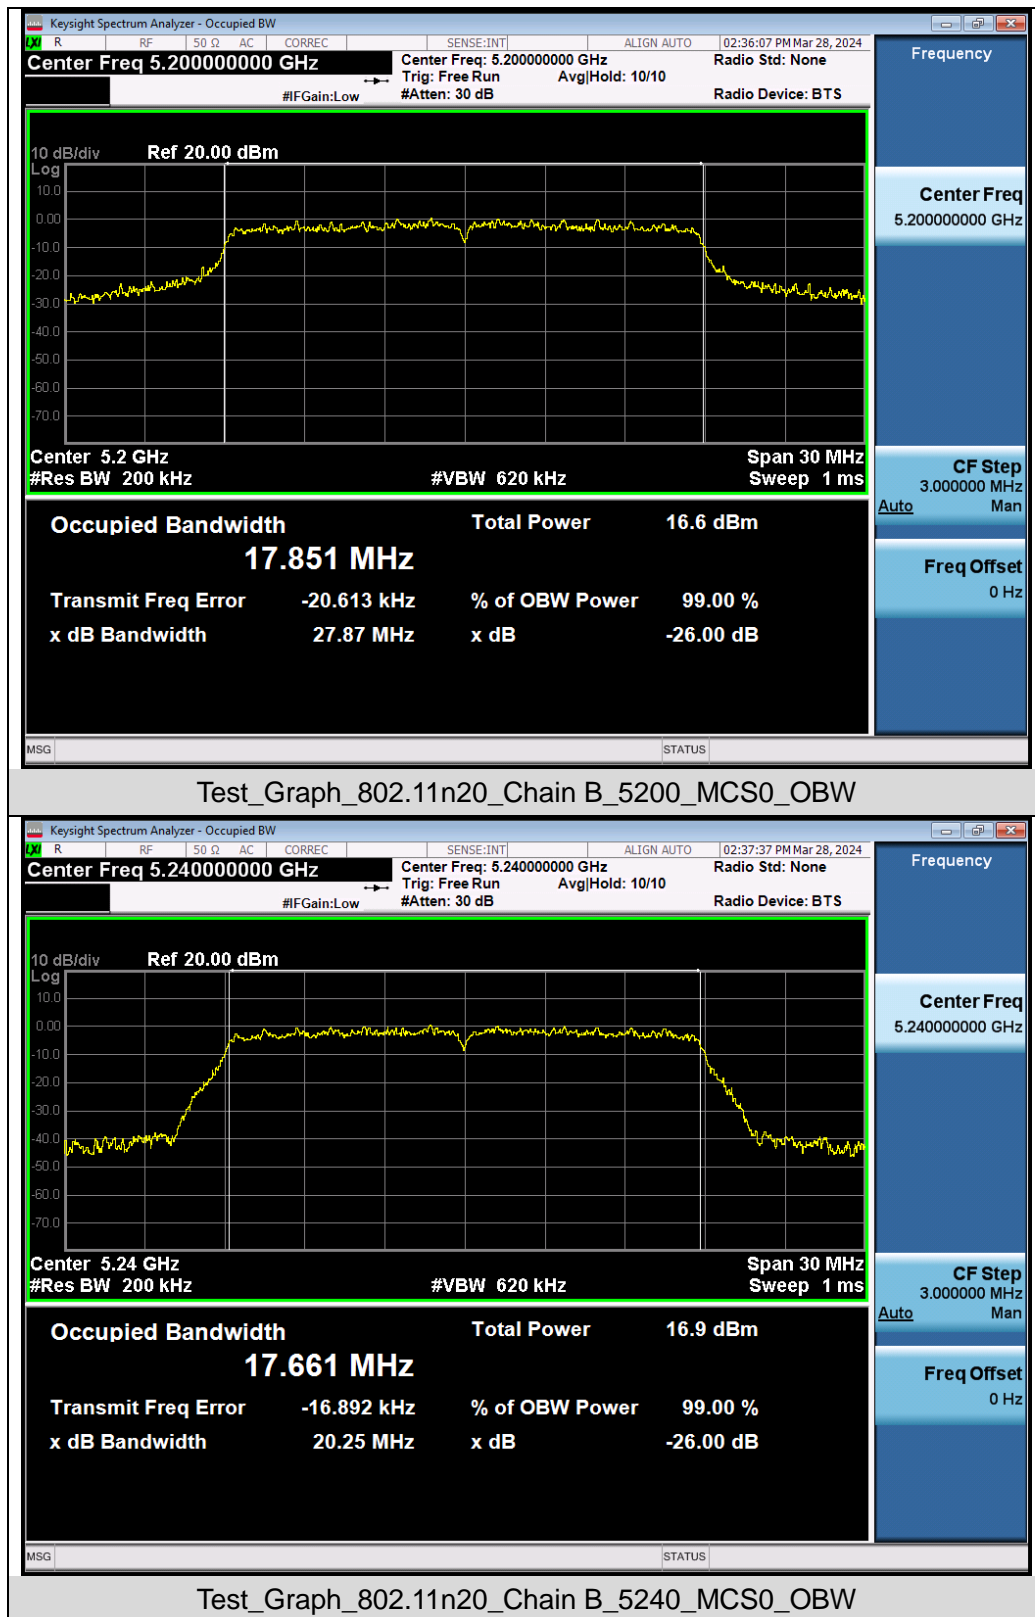 Keysight Spectrum Analyzer - Occupied BW
LXI R RF 50 Ω AC CORREC SENSE:INT ALIGN AUTO 02:36:07 PM Mar 28, 2024
Center Freq 5.200000000 GHz
Center Freq: 5.200000000 GHz
Radio Std: None
Trig: Free Run Avg|Hold: 10/10
#IFGain:Low
#Atten: 30 dB
Radio Device: BTS
Frequency
10 dB/div Ref 20.00 dBm
Log
10.0
0.00
-10.0
-20.0
-30.0
-40.0
-50.0
-60.0
-70.0
Center Freq
5.200000000 GHz
Center 5.2 GHz Span 30 MHz
#Res BW 200 kHz #VBW 620 kHz Sweep 1 ms
CF Step
3.000000 MHz
Auto Man
Freq Offset
0 Hz
Occupied Bandwidth Total Power 16.6 dBm
17.851 MHz
Transmit Freq Error -20.613 kHz % of OBW Power 99.00 %
x dB Bandwidth 27.87 MHz x dB -26.00 dB
MSG STATUS
Test_Graph_802.11n20_Chain B_5200_MCS0_OBW
Keysight Spectrum Analyzer - Occupied BW
LXI R RF 50 Ω AC CORREC SENSE:INT ALIGN AUTO 02:37:37 PM Mar 28, 2024
Center Freq 5.240000000 GHz
Center Freq: 5.240000000 GHz
Radio Std: None
Trig: Free Run Avg|Hold: 10/10
#IFGain:Low
#Atten: 30 dB
Radio Device: BTS
Frequency
10 dB/div Ref 20.00 dBm
Log
10.0
0.00
-10.0
-20.0
-30.0
-40.0
-50.0
-60.0
-70.0
Center Freq
5.240000000 GHz
Center 5.24 GHz Span 30 MHz
#Res BW 200 kHz #VBW 620 kHz Sweep 1 ms
CF Step
3.000000 MHz
Auto Man
Freq Offset
0 Hz
Occupied Bandwidth Total Power 16.9 dBm
17.661 MHz
Transmit Freq Error -16.892 kHz % of OBW Power 99.00 %
x dB Bandwidth 20.25 MHz x dB -26.00 dB
MSG STATUS
Test_Graph_802.11n20_Chain B_5240_MCS0_OBW